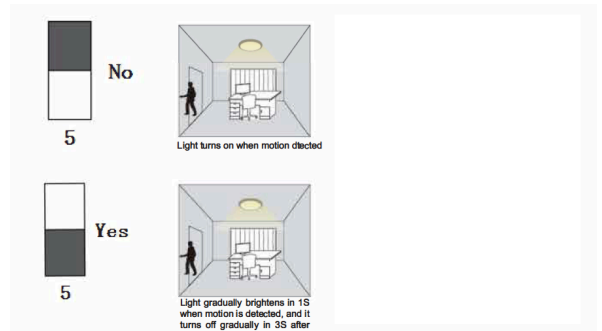 No
5
Light turns on when motion dtected
Yes
5
Light gradually brightens in 1S
when motion is detected, and it
turns off gradually in 3S after